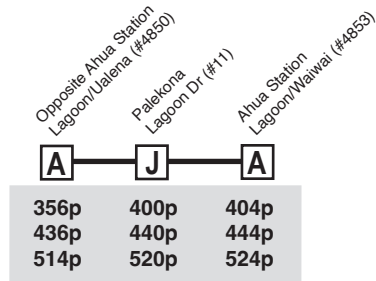 Opposite Ahua Station
Lagoon/Ualena (#4850)
Palekona
Lagoon Dr (#11)
Ahua Station
Lagoon/Waiwai (#4853)
A J A
356p 400p 404p
436p 440p 444p
514p 520p 524p